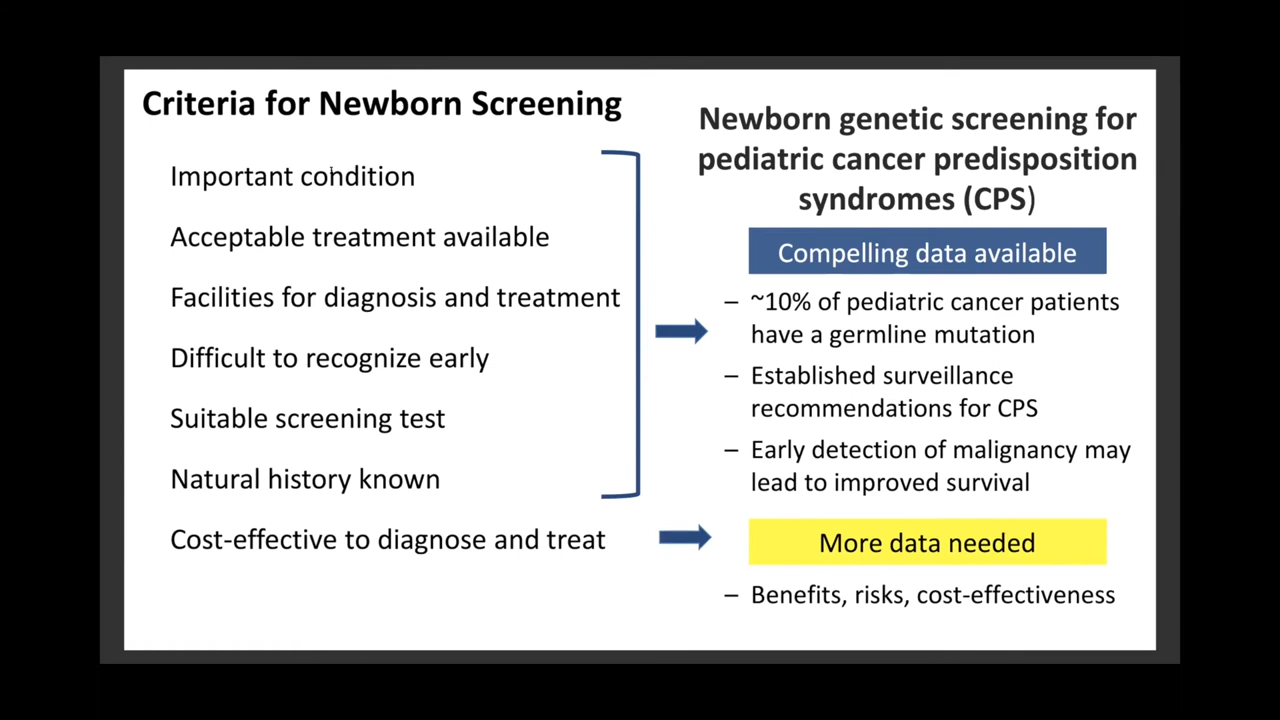 Criteria for Newborn Screening
Important condition
Acceptable treatment available
Facilities for diagnosis and treatment
Difficult to recognize early
Suitable screening test
Natural history known
Cost-effective to diagnose and treat
Newborn genetic screening for
pediatric cancer predisposition
syndromes (CPS)
Compelling data available
– ~10% of pediatric cancer patients
have a germline mutation
– Established surveillance
recommendations for CPS
– Early detection of malignancy may
lead to improved survival
More data needed
– Benefits, risks, cost-effectiveness